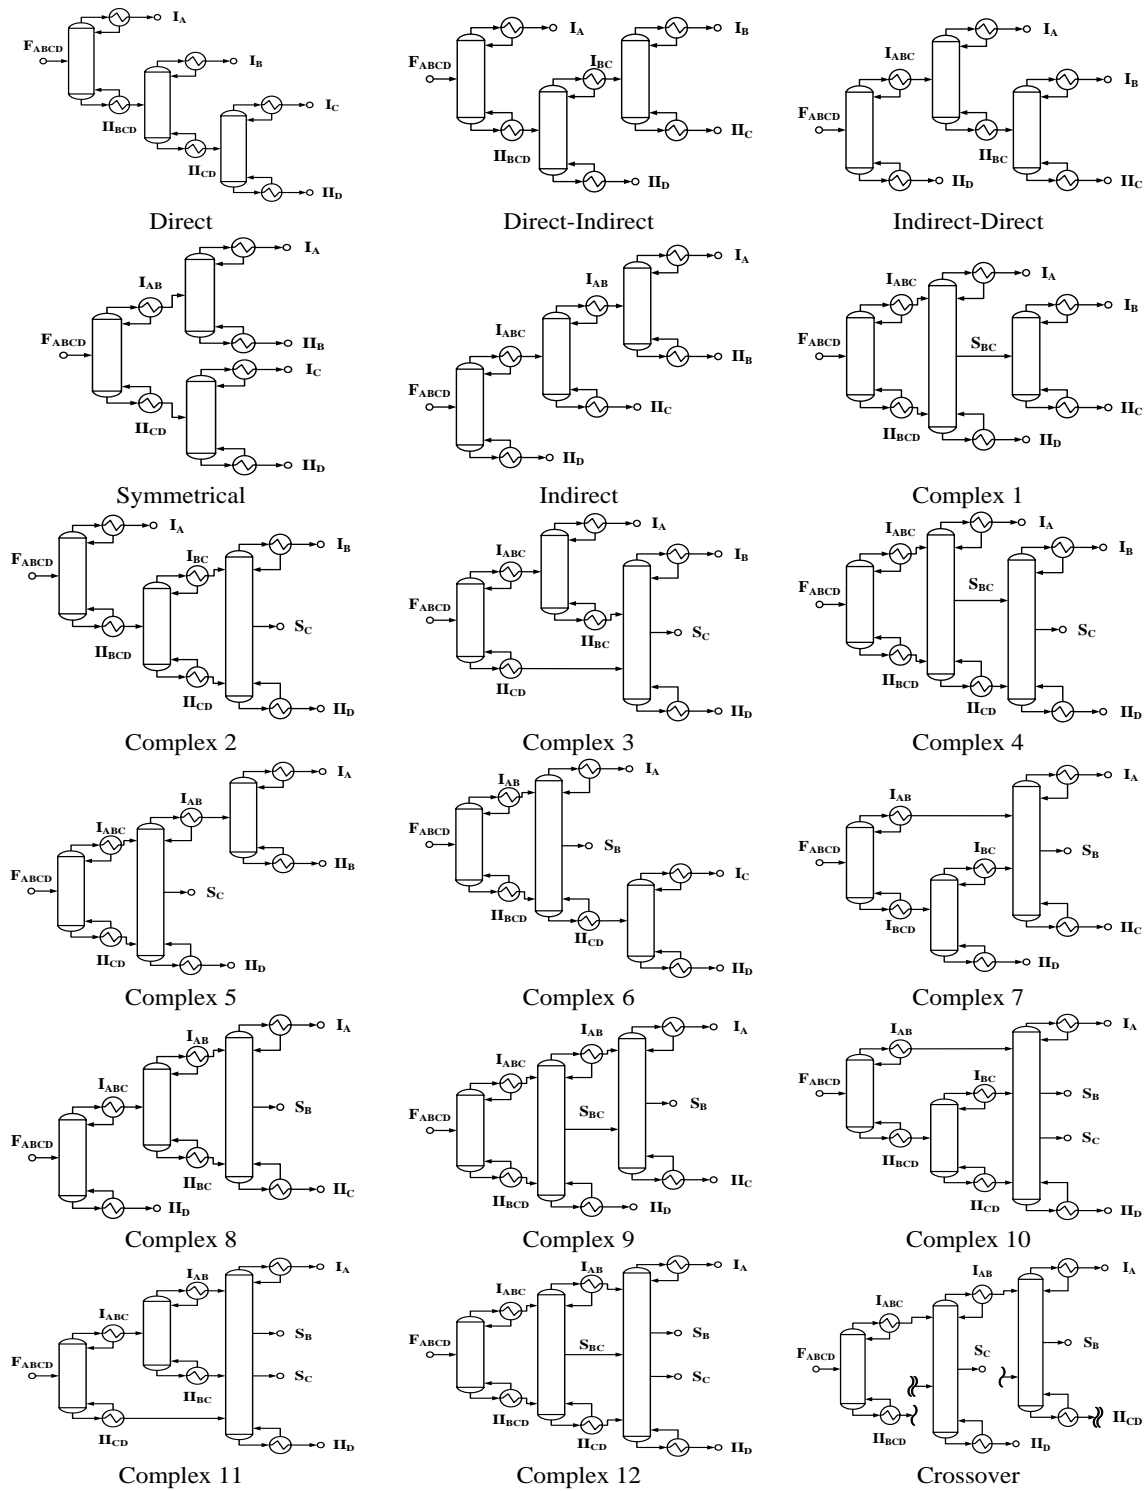 I_A
F_ABCD
I_B
II_BCD
I_C
II_CD
II_D
Direct
I_A
I_B
F_ABCD
I_BC
II_BCD
II_C
II_D
Direct-Indirect
I_A
I_ABC
I_B
F_ABCD
II_BC
II_D
II_C
Indirect-Direct
I_A
I_AB
F_ABCD
II_B
I_C
II_CD
II_D
Symmetrical
I_A
I_AB
I_ABC
II_B
F_ABCD
II_C
II_D
Indirect
I_A
I_ABC
I_B
F_ABCD
S_BC
II_C
II_BCD
II_D
Complex 1
I_A
I_B
I_BC
F_ABCD
S_C
II_BCD
II_CD
II_D
Complex 2
I_A
I_ABC
I_B
F_ABCD
S_C
II_BC
II_CD
II_D
Complex 3
I_A
I_ABC
I_B
S_BC
F_ABCD
S_C
II_BCD
II_CD
II_D
Complex 4
I_A
I_AB
I_ABC
II_B
F_ABCD
S_C
II_CD
II_D
Complex 5
I_A
I_AB
F_ABCD
S_B
I_C
II_BCD
II_CD
II_D
Complex 6
I_A
I_AB
F_ABCD
S_B
I_BC
I_BCD
II_C
II_D
Complex 7
I_A
I_AB
I_ABC
S_B
F_ABCD
II_BC
II_C
II_D
Complex 8
I_A
I_AB
I_ABC
S_B
S_BC
F_ABCD
II_C
II_BCD
II_D
Complex 9
I_A
I_AB
I_BC
F_ABCD
S_B
S_C
II_BCD
II_CD
II_D
Complex 10
I_A
I_AB
I_ABC
S_B
F_ABCD
S_C
II_BC
II_CD
II_D
Complex 11
I_A
I_AB
I_ABC
S_B
F_ABCD
S_BC
S_C
II_BCD
II_CD
II_D
Complex 12
I_A
I_AB
I_ABC
S_B
F_ABCD
S_C
II_CD
II_BCD
II_D
Crossover